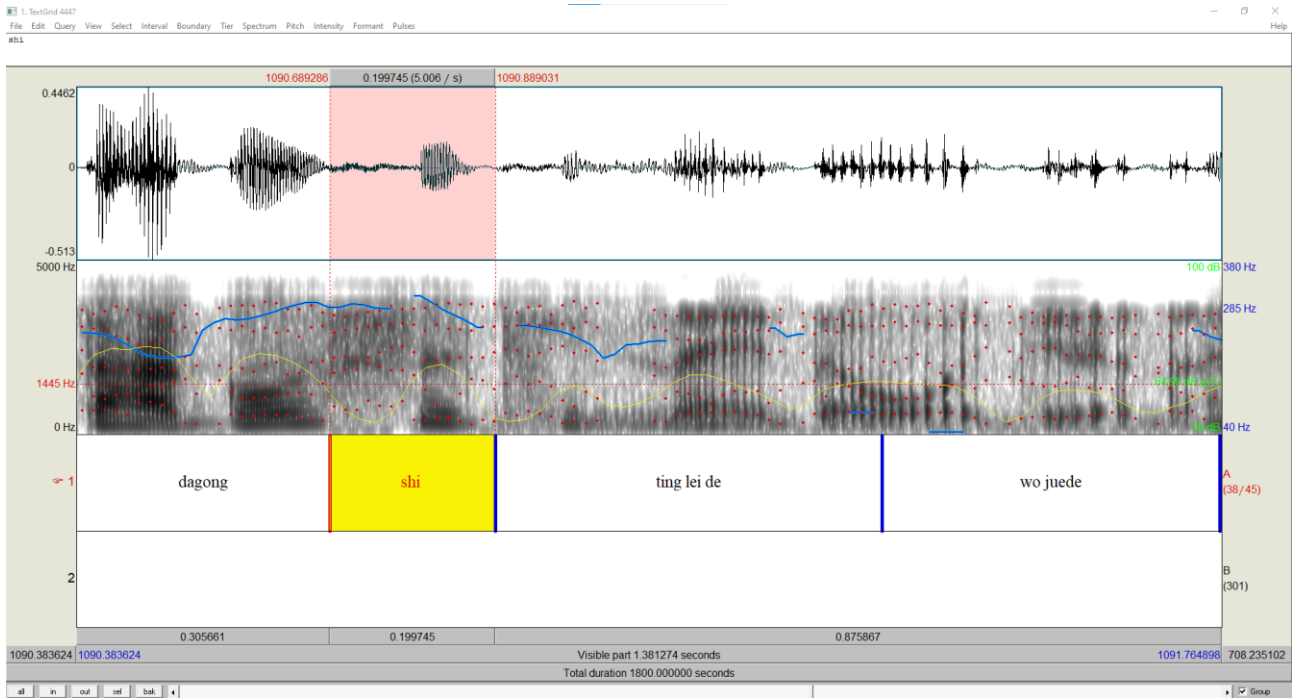 1. TextGrid 4447
File Edit Query View Select Interval Boundary Tier Spectrum Pitch Intensity Formant Pulses Help
shi
1090.689286 0.199745 (5.006 / s) 1090.889031
0.4462
0
-0.513
5000 Hz 100 dB 380 Hz
285 Hz
1445 Hz
0 Hz 40 Hz
1 dagong shi ting lei de wo juede A
(38/45)
2 B
(301)
0.305661 0.199745 0.875867
1090.383624 1090.383624 Visible part 1.381274 seconds 1091.764898 708.235102
Total duration 1800.000000 seconds
all in out sel bak Group